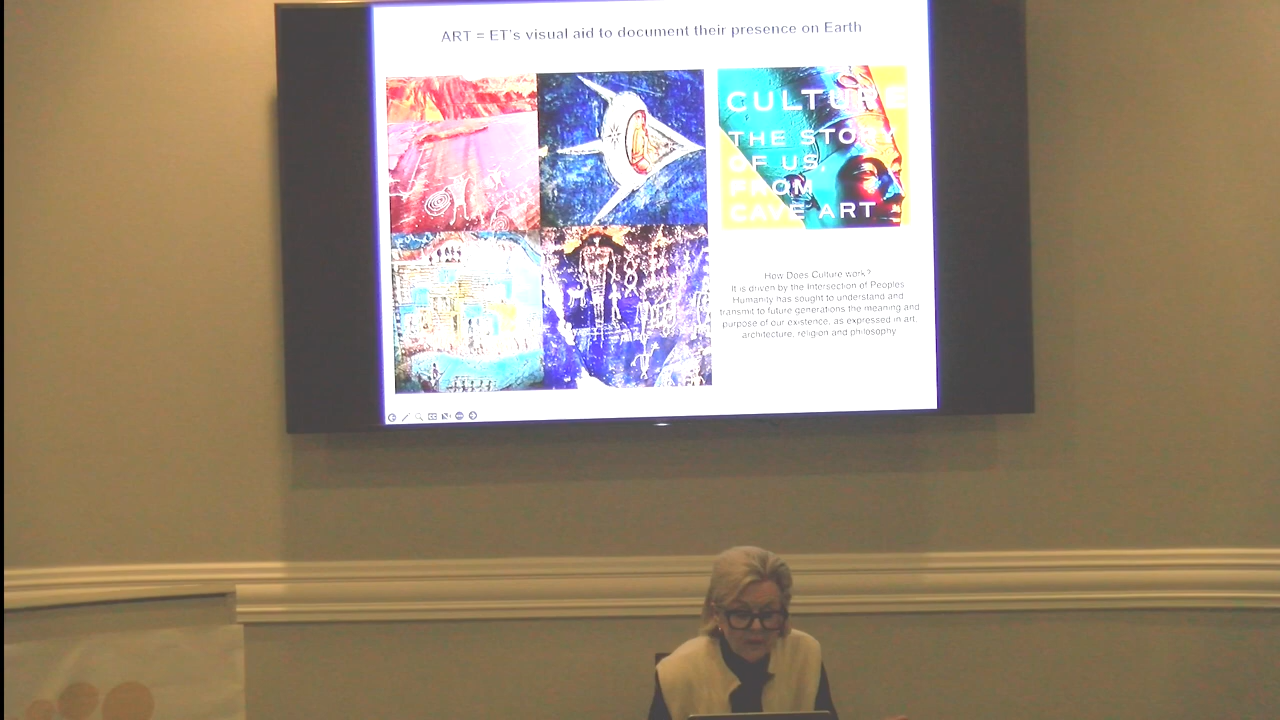 ART = ET's visual aid to document their presence on Earth
CULTURE
THE STORY
OF US,
FROM
CAVE ART
How Does Culture work?
It is driven by the Intersection of Peoples
Humanity has sought to understand and
transmit to future generations the meaning and
purpose of our existence, as expressed in art,
architecture, religion and philosophy